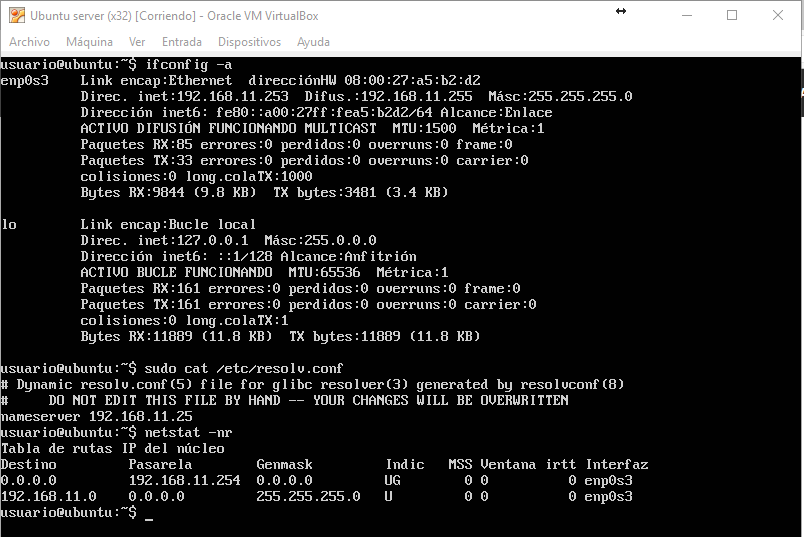 Ubuntu server (x32) [Corriendo] - Oracle VM VirtualBox
Archivo Máquina Ver Entrada Dispositivos Ayuda
usuario@ubuntu:~$ ifconfig -a
enp0s3    Link encap:Ethernet  direcciónHW 08:00:27:a5:b2:d2
          Direc. inet:192.168.11.253  Difus.:192.168.11.255  Másc:255.255.255.0
          Dirección inet6: fe80::a00:27ff:fea5:b2d2/64 Alcance:Enlace
          ACTIVO DIFUSIÓN FUNCIONANDO MULTICAST  MTU:1500  Métrica:1
          Paquetes RX:85 errores:0 perdidos:0 overruns:0 frame:0
          Paquetes TX:33 errores:0 perdidos:0 overruns:0 carrier:0
          colisiones:0 long.colaTX:1000
          Bytes RX:9844 (9.8 KB)  TX bytes:3481 (3.4 KB)
lo        Link encap:Bucle local
          Direc. inet:127.0.0.1  Másc:255.0.0.0
          Dirección inet6: ::1/128 Alcance:Anfitrión
          ACTIVO BUCLE FUNCIONANDO  MTU:65536  Métrica:1
          Paquetes RX:161 errores:0 perdidos:0 overruns:0 frame:0
          Paquetes TX:161 errores:0 perdidos:0 overruns:0 carrier:0
          colisiones:0 long.colaTX:1
          Bytes RX:11889 (11.8 KB)  TX bytes:11889 (11.8 KB)
usuario@ubuntu:~$ sudo cat /etc/resolv.conf
# Dynamic resolv.conf(5) file for glibc resolver(3) generated by resolvconf(8)
#     DO NOT EDIT THIS FILE BY HAND -- YOUR CHANGES WILL BE OVERWRITTEN
nameserver 192.168.11.25
usuario@ubuntu:~$ netstat -nr
Tabla de rutas IP del núcleo
Destino         Pasarela        Genmask         Indic   MSS Ventana irtt Interfaz
0.0.0.0         192.168.11.254  0.0.0.0         UG        0 0          0 enp0s3
192.168.11.0    0.0.0.0         255.255.255.0   U         0 0          0 enp0s3
usuario@ubuntu:~$ _